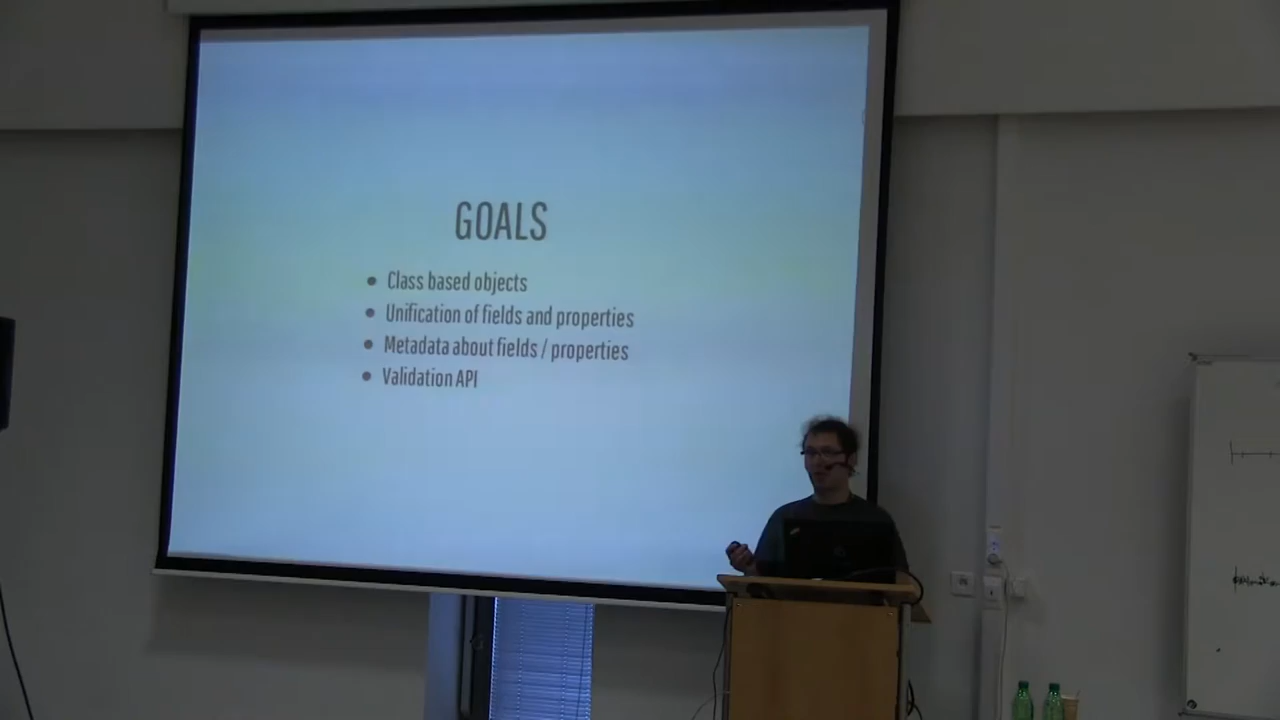 GOALS
Class based objects
Unification of fields and properties
Metadata about fields / properties
Validation API